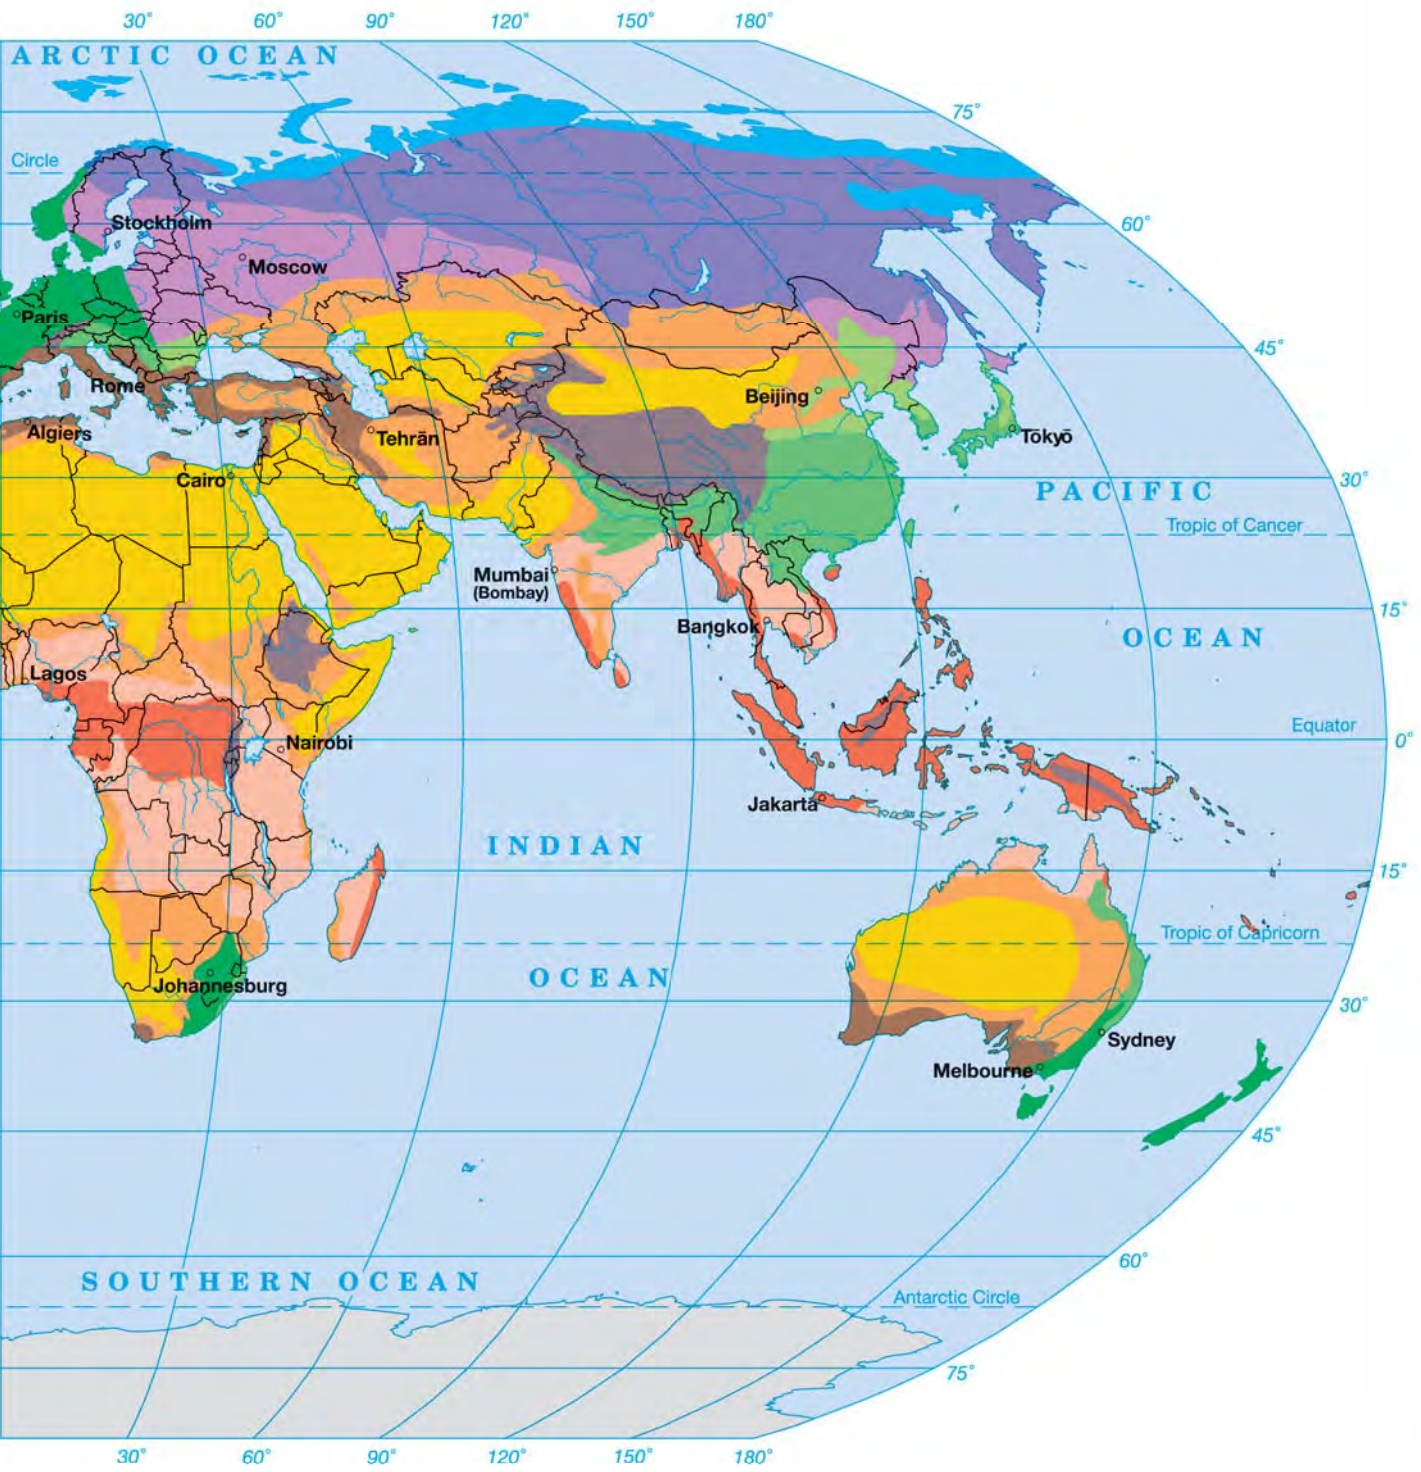 30° 60° 90° 120° 150° 180°
ARCTIC OCEAN
75°
Circle
60°
Stockholm
Moscow
Paris
45°
Rome
Beijing
Algiers
Tehrān
Tōkyō
Cairo
30°
PACIFIC
Tropic of Cancer
Mumbai
(Bombay)
15°
Bangkok
OCEAN
Lagos
Equator
Nairobi
0°
Jakarta
INDIAN
15°
Tropic of Capricorn
OCEAN
Johannesburg
30°
Sydney
Melbourne
45°
60°
SOUTHERN OCEAN
Antarctic Circle
75°
30° 60° 90° 120° 150° 180°